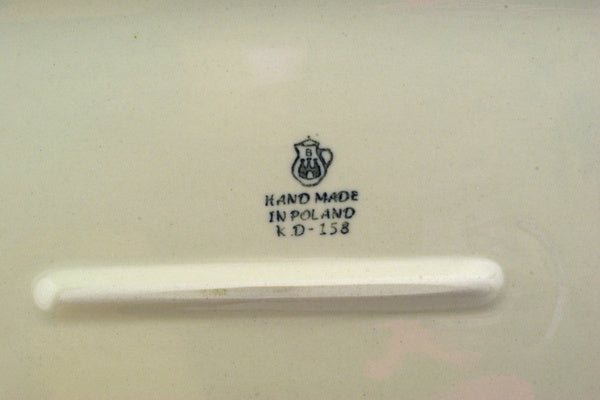 B
HAND MADE
IN POLAND
K.D-158